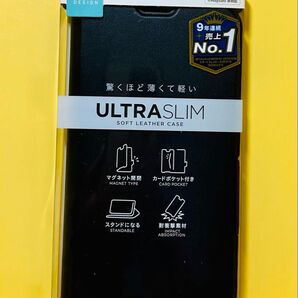 DESIGN
9年連続
売上
No.1
驚くほど薄くて軽い
ULTRASLIM
SOFT LEATHER CASE
マグネット開閉
MAGNET TYPE
カードポケット付き
CARD POCKET
スタンドになる
STANDABLE
耐衝撃素材
IMPACT
ABSORPTION